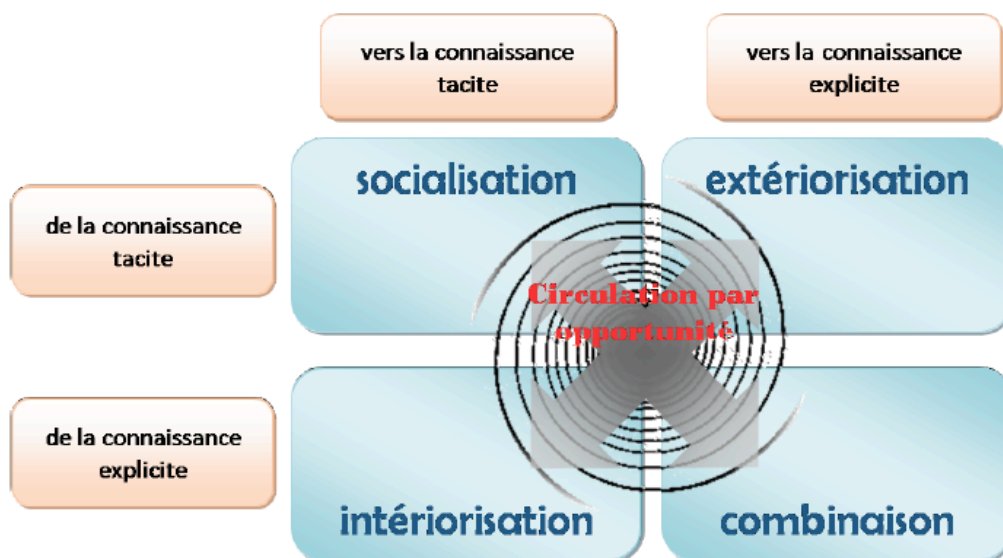 vers la connaissance
tacite
vers la connaissance
explicite
socialisation
extériorisation
de la connaissance
tacite
Circulation par
opportunité
de la connaissance
explicite
intériorisation
combinaison